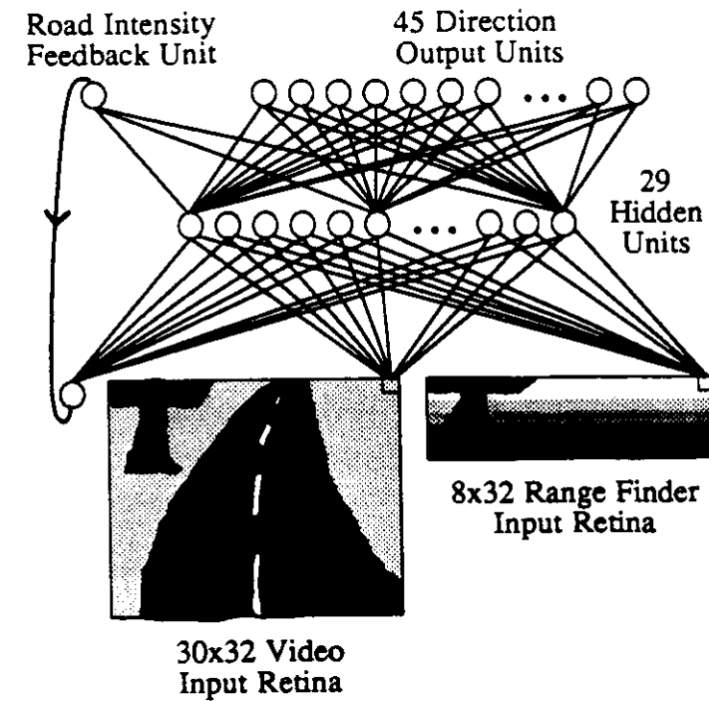 Road Intensity
Feedback Unit
45 Direction
Output Units
29
Hidden
Units
8x32 Range Finder
Input Retina
30x32 Video
Input Retina